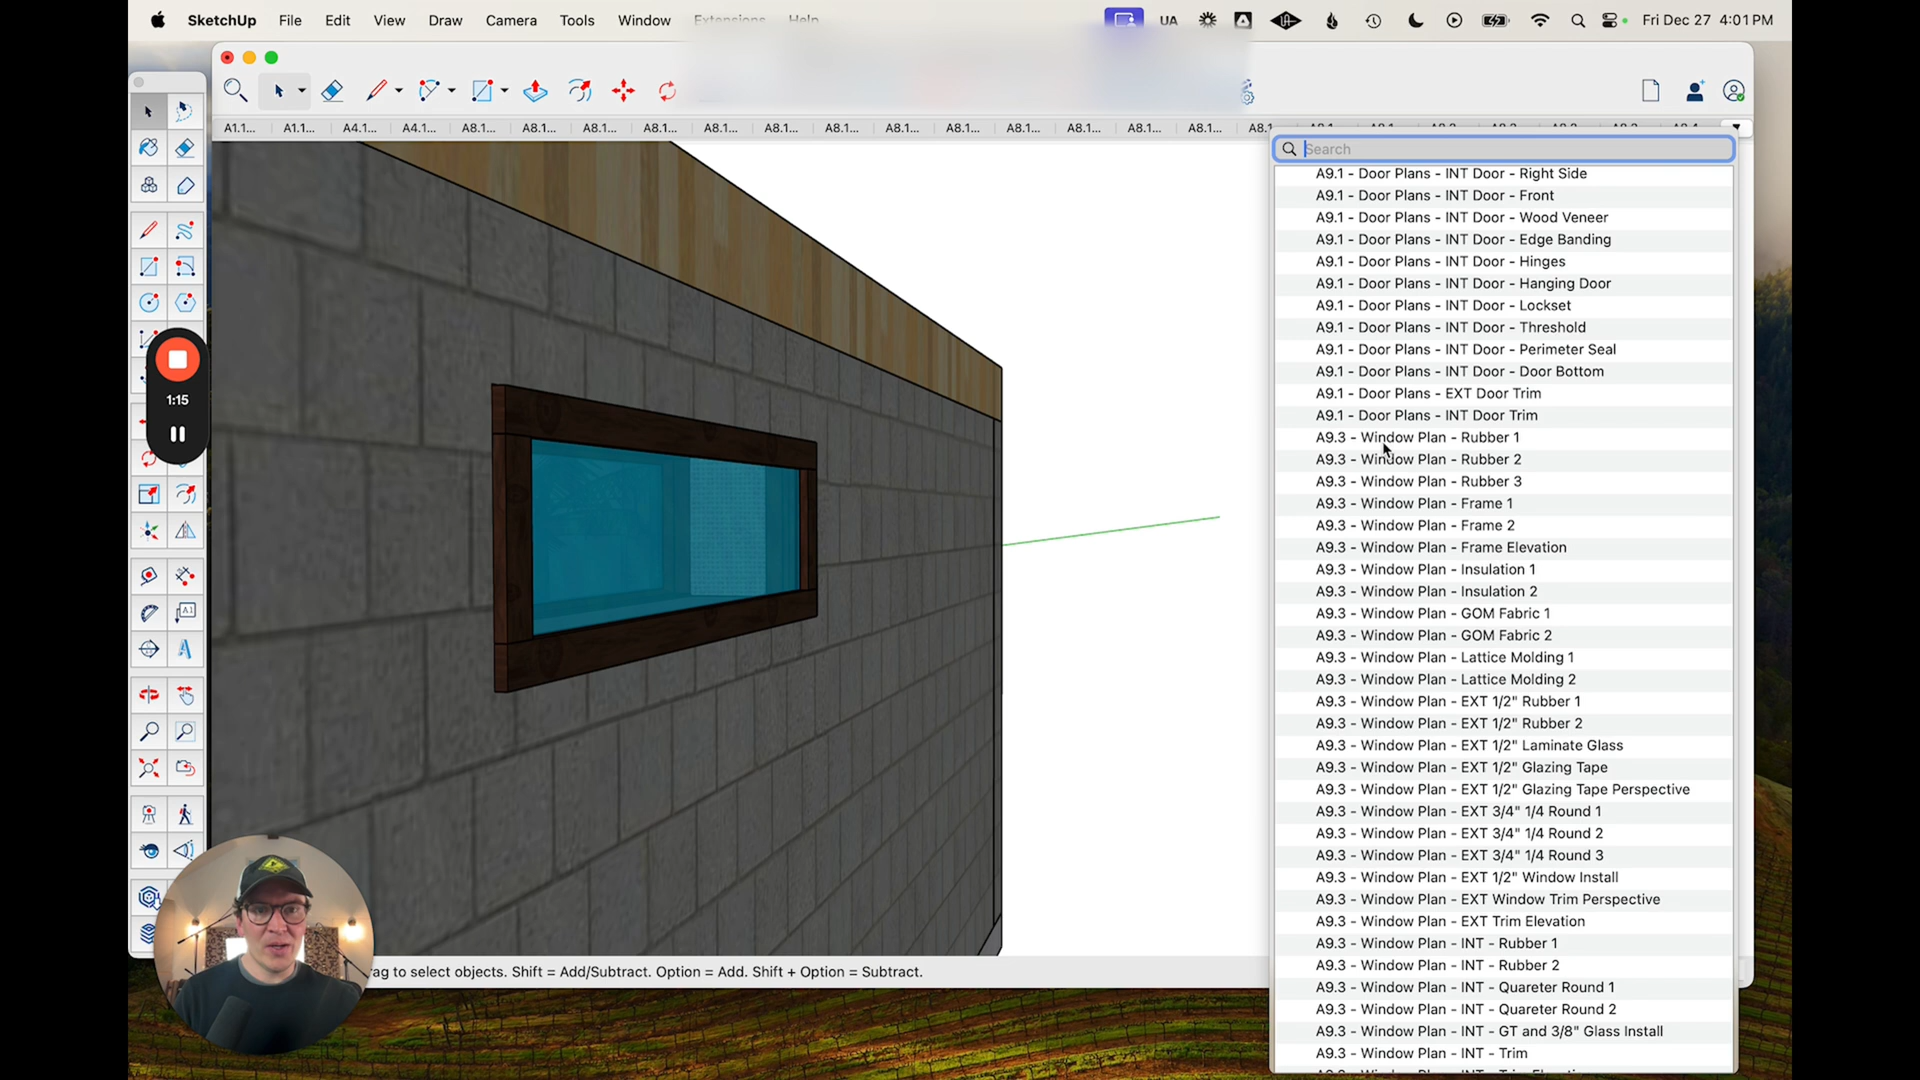 SketchUp File Edit View Draw Camera Tools Window Extensions Help UA Fri Dec 27 4:01 PM
A1.1... A1.1... A4.1... A4.1... A8.1... A8.1... A8.1... A8.1... A8.1... A8.1... A8.1... A8.1... A8.1... A8.1... A8.1... A8.1... A8.1... A8.1...
Search
A9.1 - Door Plans - INT Door - Right Side
A9.1 - Door Plans - INT Door - Front
A9.1 - Door Plans - INT Door - Wood Veneer
A9.1 - Door Plans - INT Door - Edge Banding
A9.1 - Door Plans - INT Door - Hinges
A9.1 - Door Plans - INT Door - Hanging Door
A9.1 - Door Plans - INT Door - Lockset
A9.1 - Door Plans - INT Door - Threshold
A9.1 - Door Plans - INT Door - Perimeter Seal
A9.1 - Door Plans - INT Door - Door Bottom
A9.1 - Door Plans - EXT Door Trim
A9.1 - Door Plans - INT Door Trim
A9.3 - Window Plan - Rubber 1
A9.3 - Window Plan - Rubber 2
A9.3 - Window Plan - Rubber 3
A9.3 - Window Plan - Frame 1
A9.3 - Window Plan - Frame 2
A9.3 - Window Plan - Frame Elevation
A9.3 - Window Plan - Insulation 1
A9.3 - Window Plan - Insulation 2
A9.3 - Window Plan - GOM Fabric 1
A9.3 - Window Plan - GOM Fabric 2
A9.3 - Window Plan - Lattice Molding 1
A9.3 - Window Plan - Lattice Molding 2
A9.3 - Window Plan - EXT 1/2" Rubber 1
A9.3 - Window Plan - EXT 1/2" Rubber 2
A9.3 - Window Plan - EXT 1/2" Laminate Glass
A9.3 - Window Plan - EXT 1/2" Glazing Tape
A9.3 - Window Plan - EXT 1/2" Glazing Tape Perspective
A9.3 - Window Plan - EXT 3/4" 1/4 Round 1
A9.3 - Window Plan - EXT 3/4" 1/4 Round 2
A9.3 - Window Plan - EXT 3/4" 1/4 Round 3
A9.3 - Window Plan - EXT 1/2" Window Install
A9.3 - Window Plan - EXT Window Trim Perspective
A9.3 - Window Plan - EXT Trim Elevation
A9.3 - Window Plan - INT - Rubber 1
A9.3 - Window Plan - INT - Rubber 2
A9.3 - Window Plan - INT - Quareter Round 1
A9.3 - Window Plan - INT - Quareter Round 2
A9.3 - Window Plan - INT - GT and 3/8" Glass Install
A9.3 - Window Plan - INT - Trim
1:15
A1
rag to select objects. Shift = Add/Subtract. Option = Add. Shift + Option = Subtract.